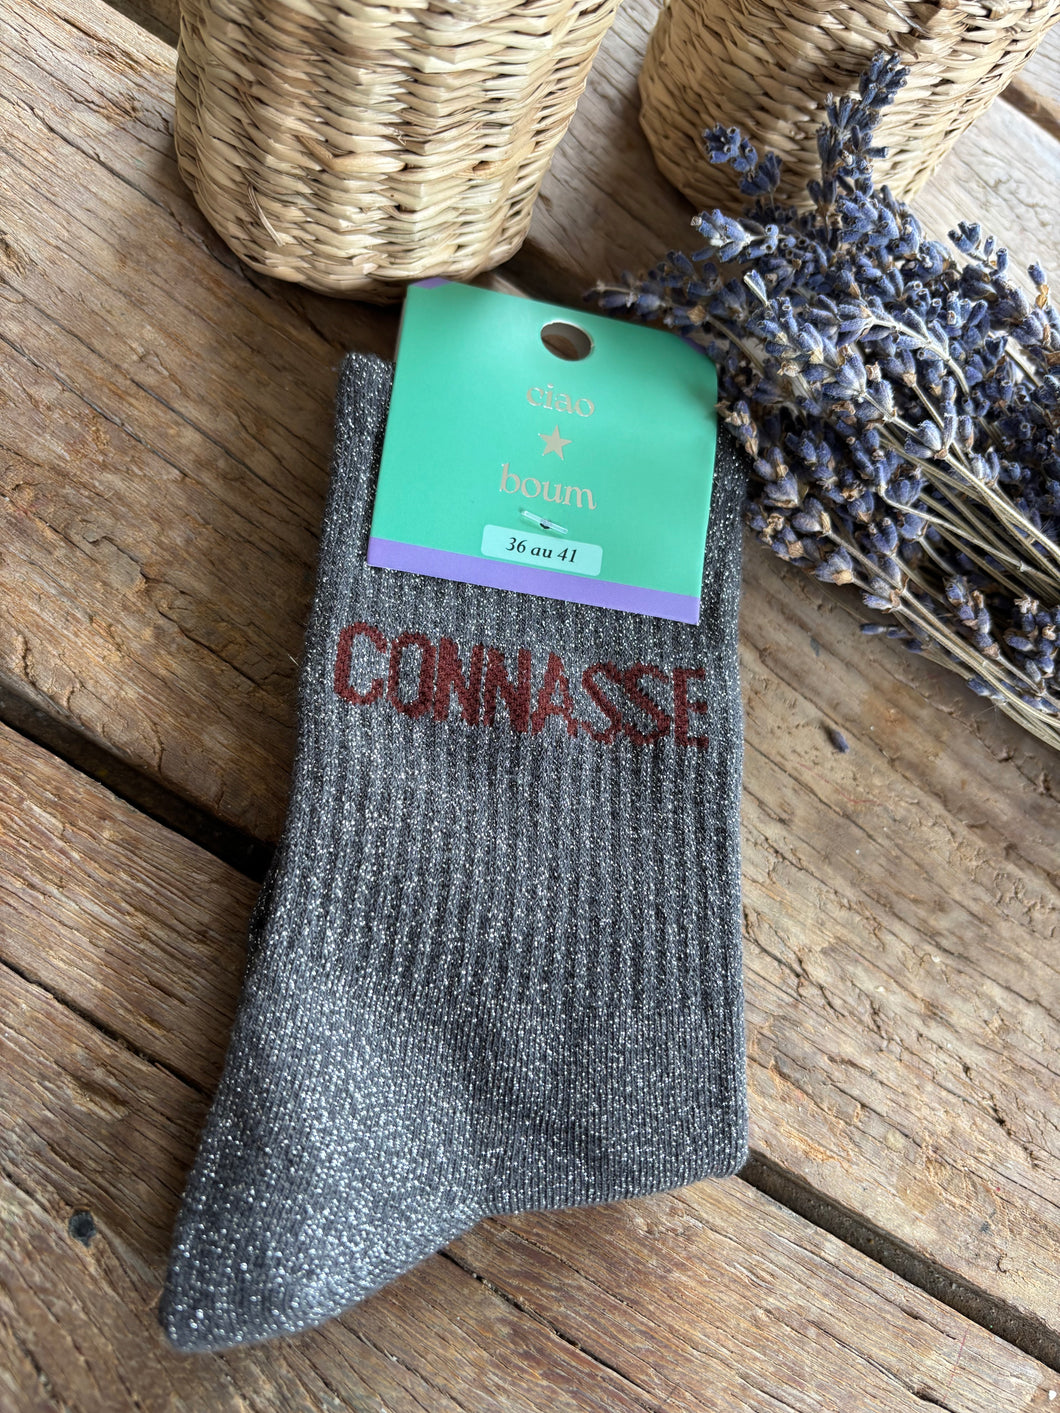 ciao
boum
36 au 41
CONNASSE